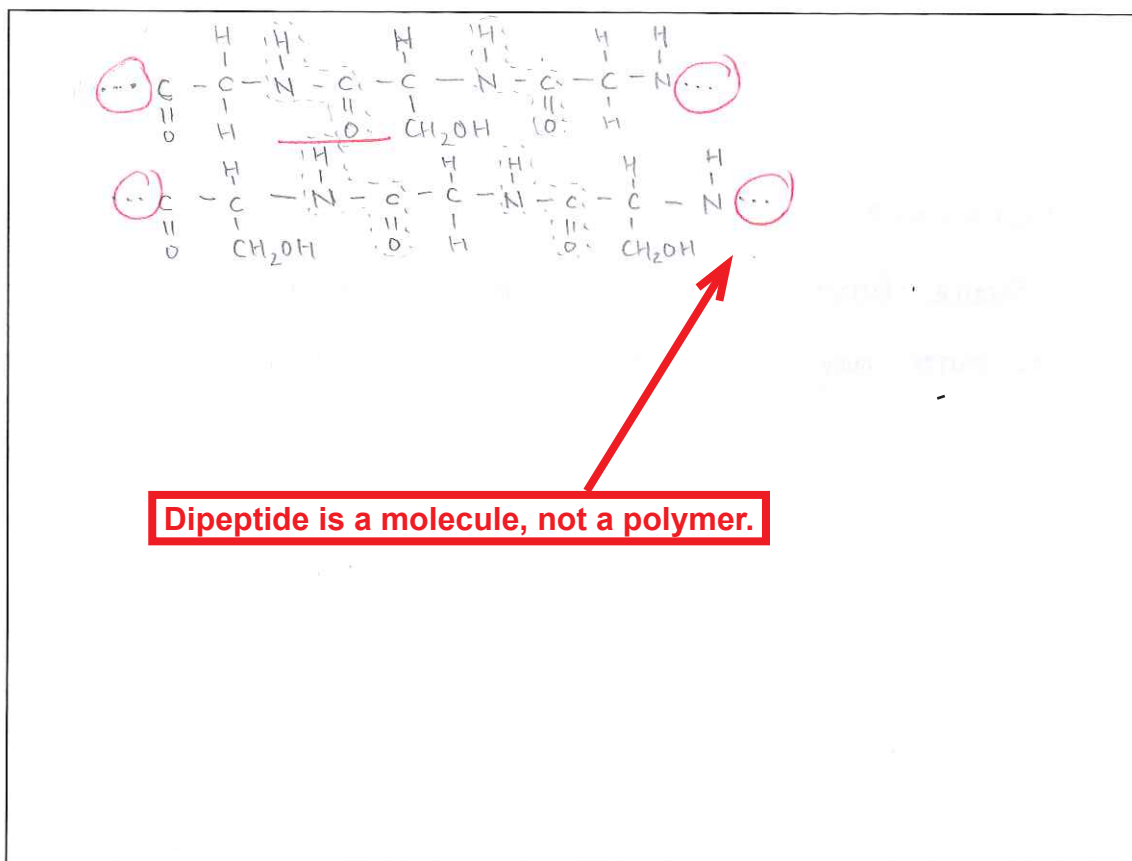 H H H H H H
... C - C - N - C - C - N - C - C - N ...
O H O CH₂OH O H
H H H H H H
... C - C - N - C - C - N - C - C - N ...
O CH₂OH O H O CH₂OH
Dipeptide is a molecule, not a polymer.